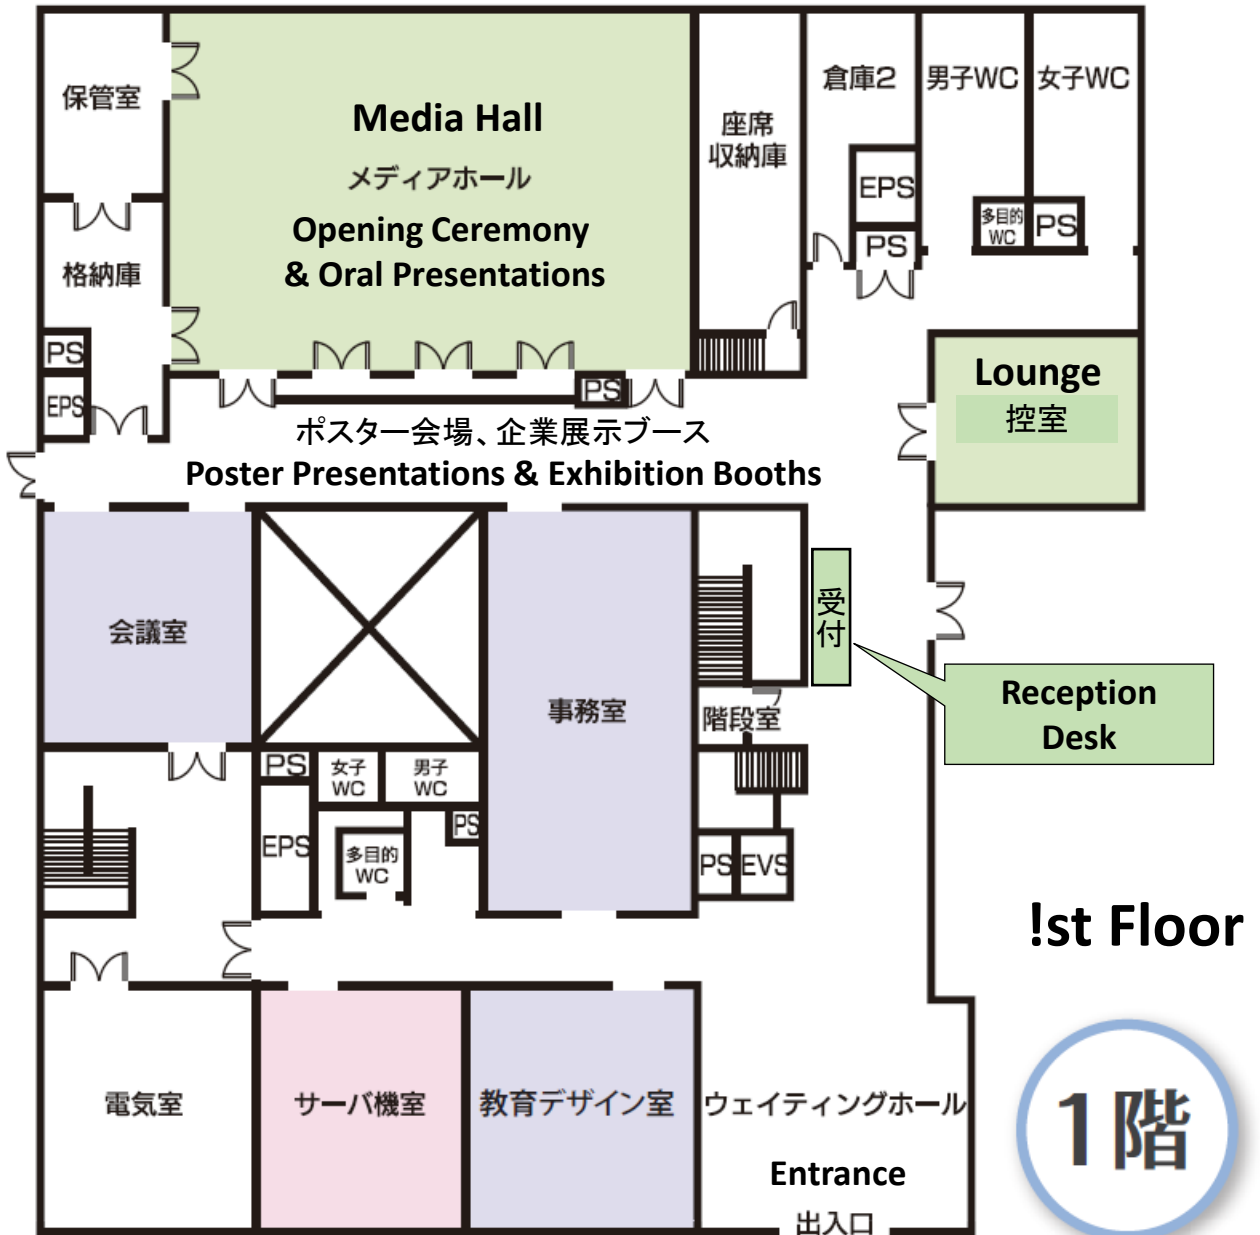 保管室
Media Hall
メディアホール
Opening Ceremony
& Oral Presentations
座席
収納庫
倉庫2
男子WC
女子WC
EPS
多目的
WC
PS
PS
格納庫
PS
EPS
PS
Lounge
控室
ポスター会場、企業展示ブース
Poster Presentations & Exhibition Booths
会議室
事務室
受付
Reception
Desk
階段室
PS
女子
WC
男子
WC
EPS
多目的
WC
PS
PS
EVS
!st Floor
電気室
サーバ機室
教育デザイン室
ウェイティングホール
Entrance
出入口
1階